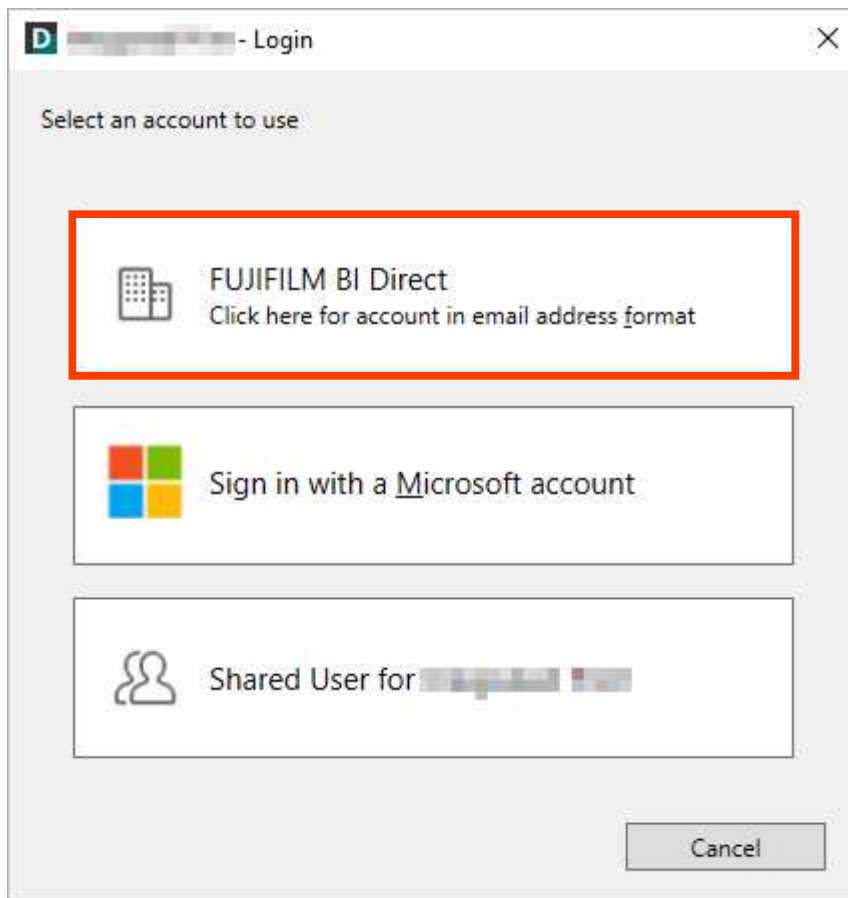 D - Login
Select an account to use
FUJIFILM BI Direct
Click here for account in email address format
Sign in with a Microsoft account
Shared User for
Cancel